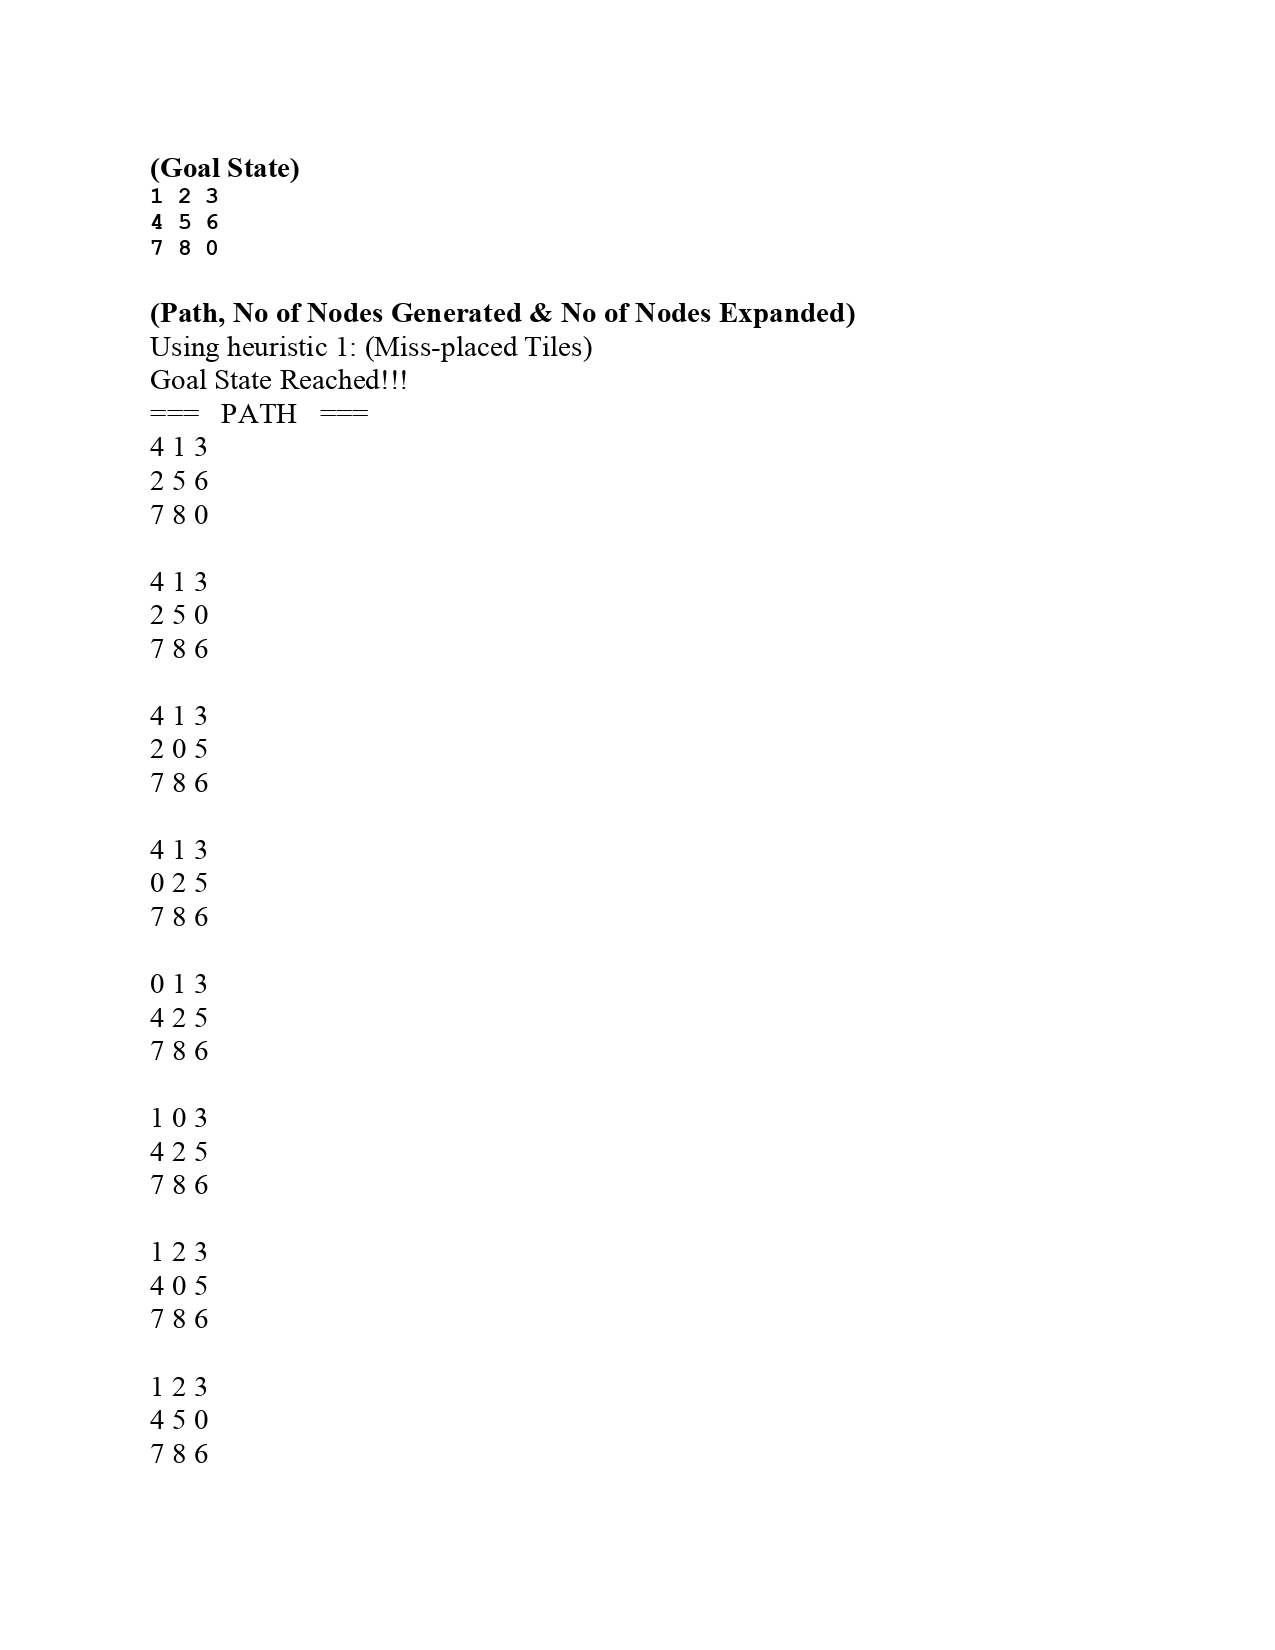 (Goal State)
1 2 3
4 5 6
7 8 0
(Path, No of Nodes Generated & No of Nodes Expanded)
Using heuristic 1: (Miss-placed Tiles)
Goal State Reached!!!
=== PATH ===
4 1 3
2 5 6
7 8 0
4 1 3
2 5 0
7 8 6
4 1 3
2 0 5
7 8 6
4 1 3
0 2 5
7 8 6
0 1 3
4 2 5
7 8 6
1 0 3
4 2 5
7 8 6
1 2 3
4 0 5
7 8 6
1 2 3
4 5 0
7 8 6